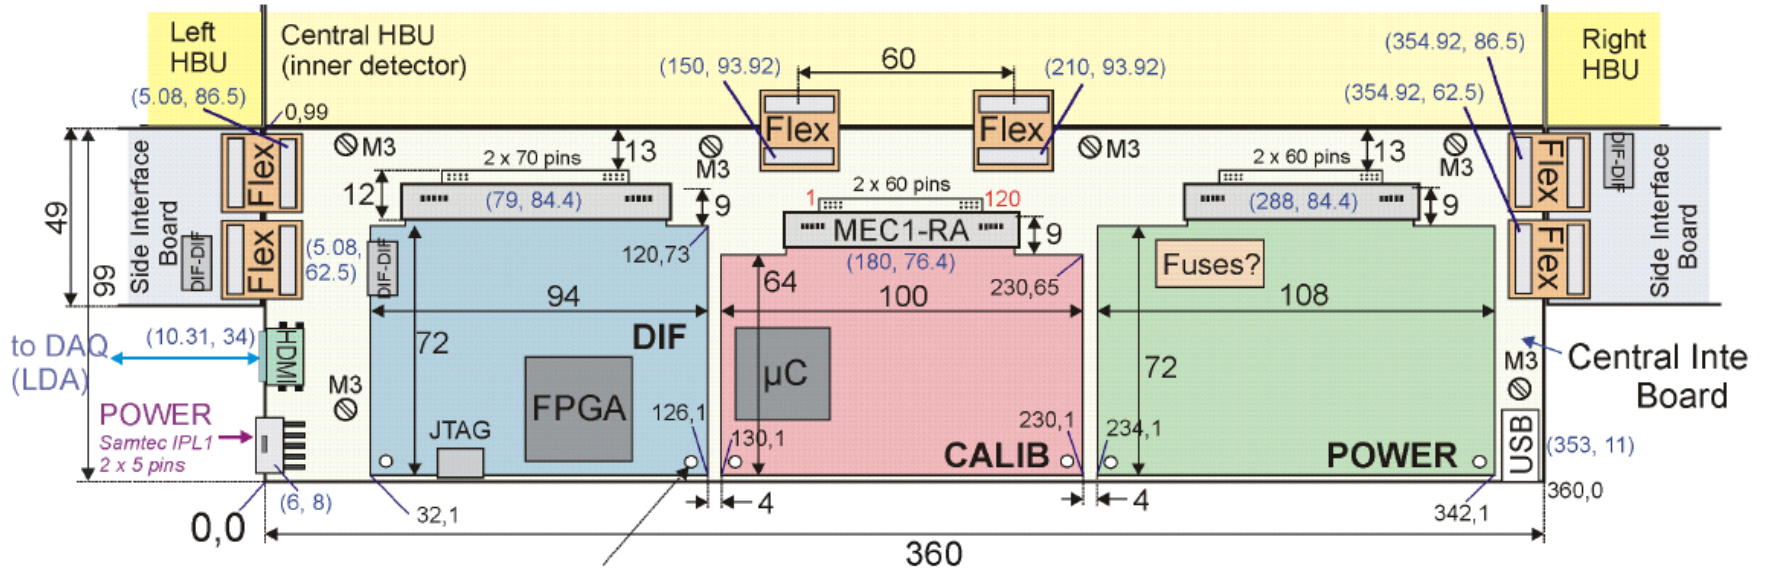 Left
HBU
Central HBU
(inner detector)
Right
HBU
(5.08, 86.5)
0,99
(150, 93.92)
60
(210, 93.92)
(354.92, 86.5)
(354.92, 62.5)
Flex
Flex
Flex
Flex
Flex
Flex
M3
M3
M3
M3
2 x 70 pins
13
2 x 60 pins
1
120
2 x 60 pins
13
12
(79, 84.4)
9
MEC1-RA
9
(180, 76.4)
(288, 84.4)
9
49
99
Side Interface
Board
DIF-DIF
(5.08,
62.5)
DIF-DIF
120,73
94
72
DIF
64
230,65
100
Fuses?
108
72
DIF-DIF
Side Interface
Board
to DAQ
(LDA)
(10.31, 34)
HDMI
M3
FPGA
µC
M3
Central Inte
Board
POWER
Samtec IPL1
2 x 5 pins
JTAG
126,1
130,1
CALIB
230,1
234,1
POWER
USB
(353, 11)
(6, 8)
0,0
32,1
4
4
342,1
360,0
360